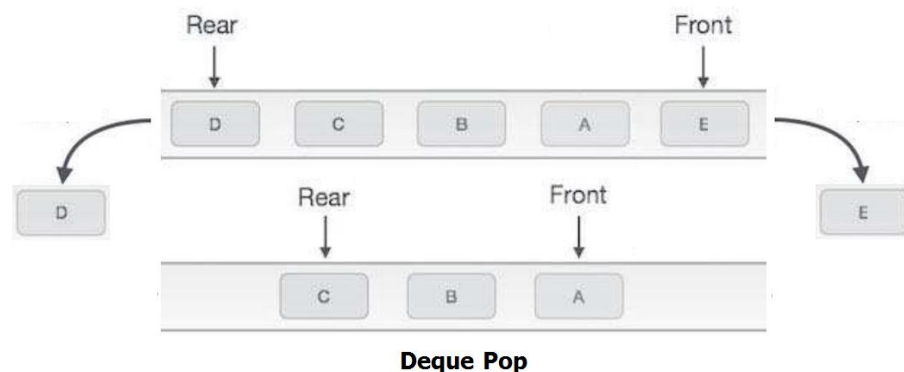 Rear Front
D C B A E
D E
Rear Front
C B A
Deque Pop